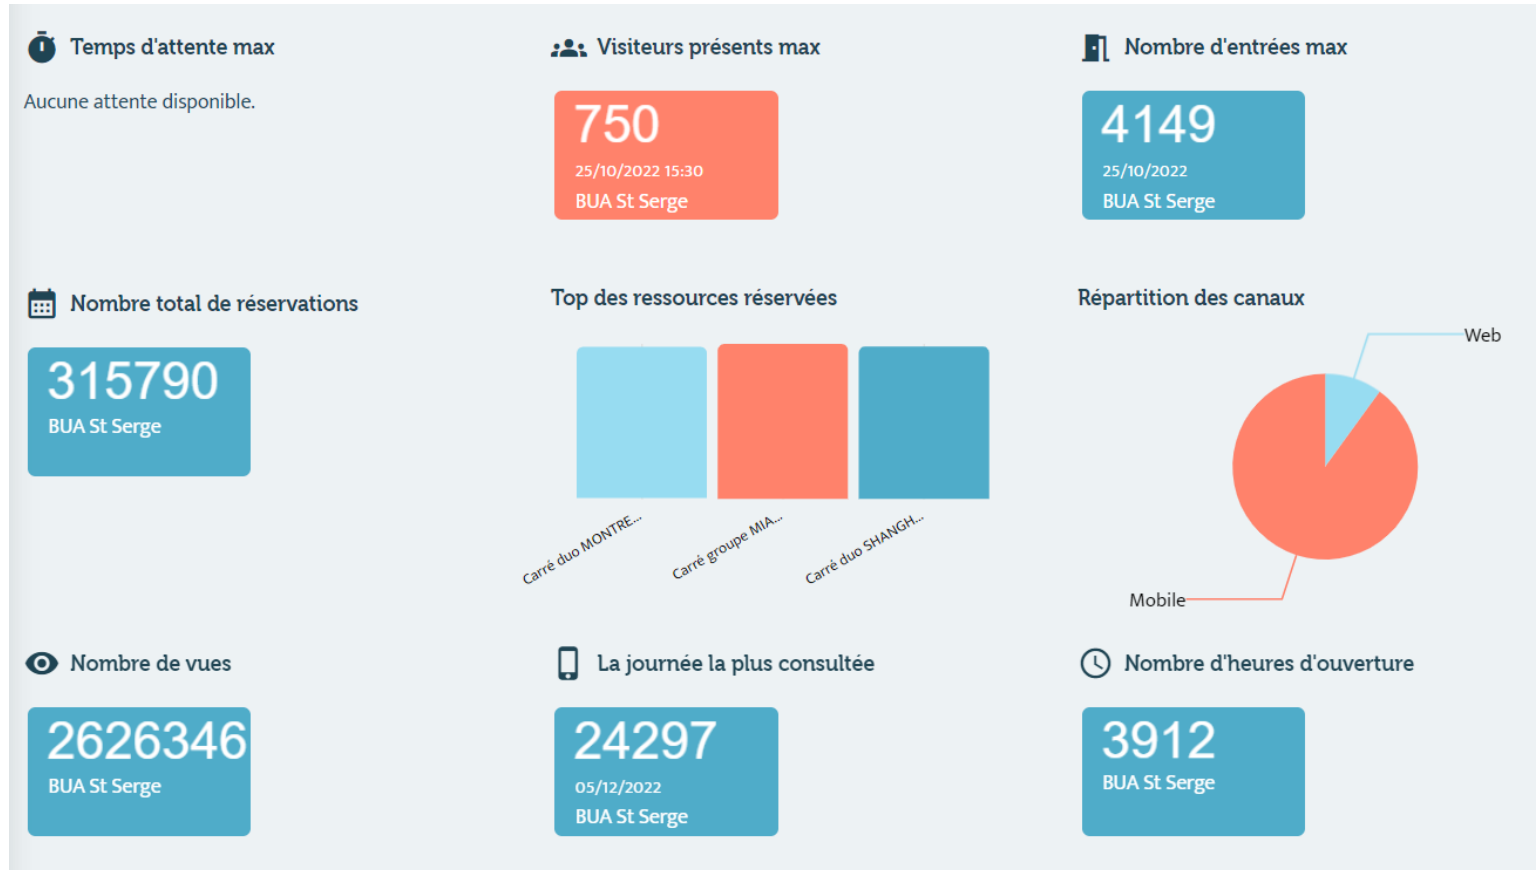 Temps d'attente max
Aucune attente disponible.
Visiteurs présents max
750
25/10/2022 15:30
BUA St Serge
Nombre d'entrées max
4149
25/10/2022
BUA St Serge
Nombre total de réservations
315790
BUA St Serge
Top des ressources réservées
Carré duo MONTRE...
Carré groupe MIA...
Carré duo SHANGH...
Répartition des canaux
Web
Mobile
Nombre de vues
2626346
BUA St Serge
La journée la plus consultée
24297
05/12/2022
BUA St Serge
Nombre d'heures d'ouverture
3912
BUA St Serge